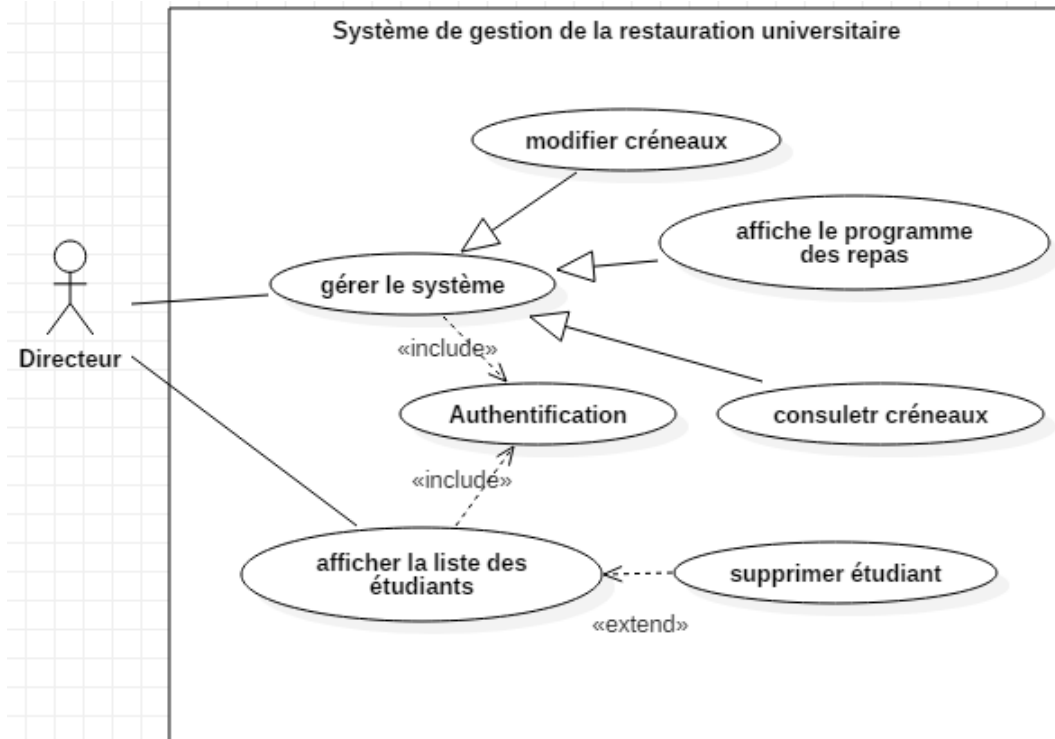 Système de gestion de la restauration universitaire
modifier créneaux
affiche le programme
des repas
gérer le système
Directeur
«include»
Authentification
consuletr créneaux
«include»
afficher la liste des
étudiants
supprimer étudiant
«extend»